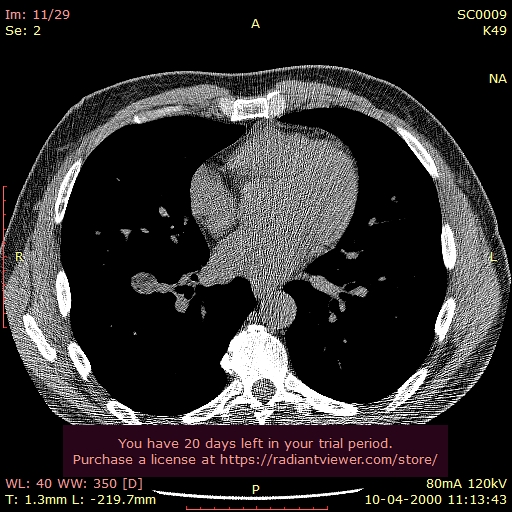 Im: 11/29
Se: 2
A
SC0009
K49
NA
R
L
You have 20 days left in your trial period.
Purchase a license at https://radiantviewer.com/store/
WL: 40 WW: 350 [D]
T: 1.3mm L: -219.7mm
P
80mA 120kV
10-04-2000 11:13:43